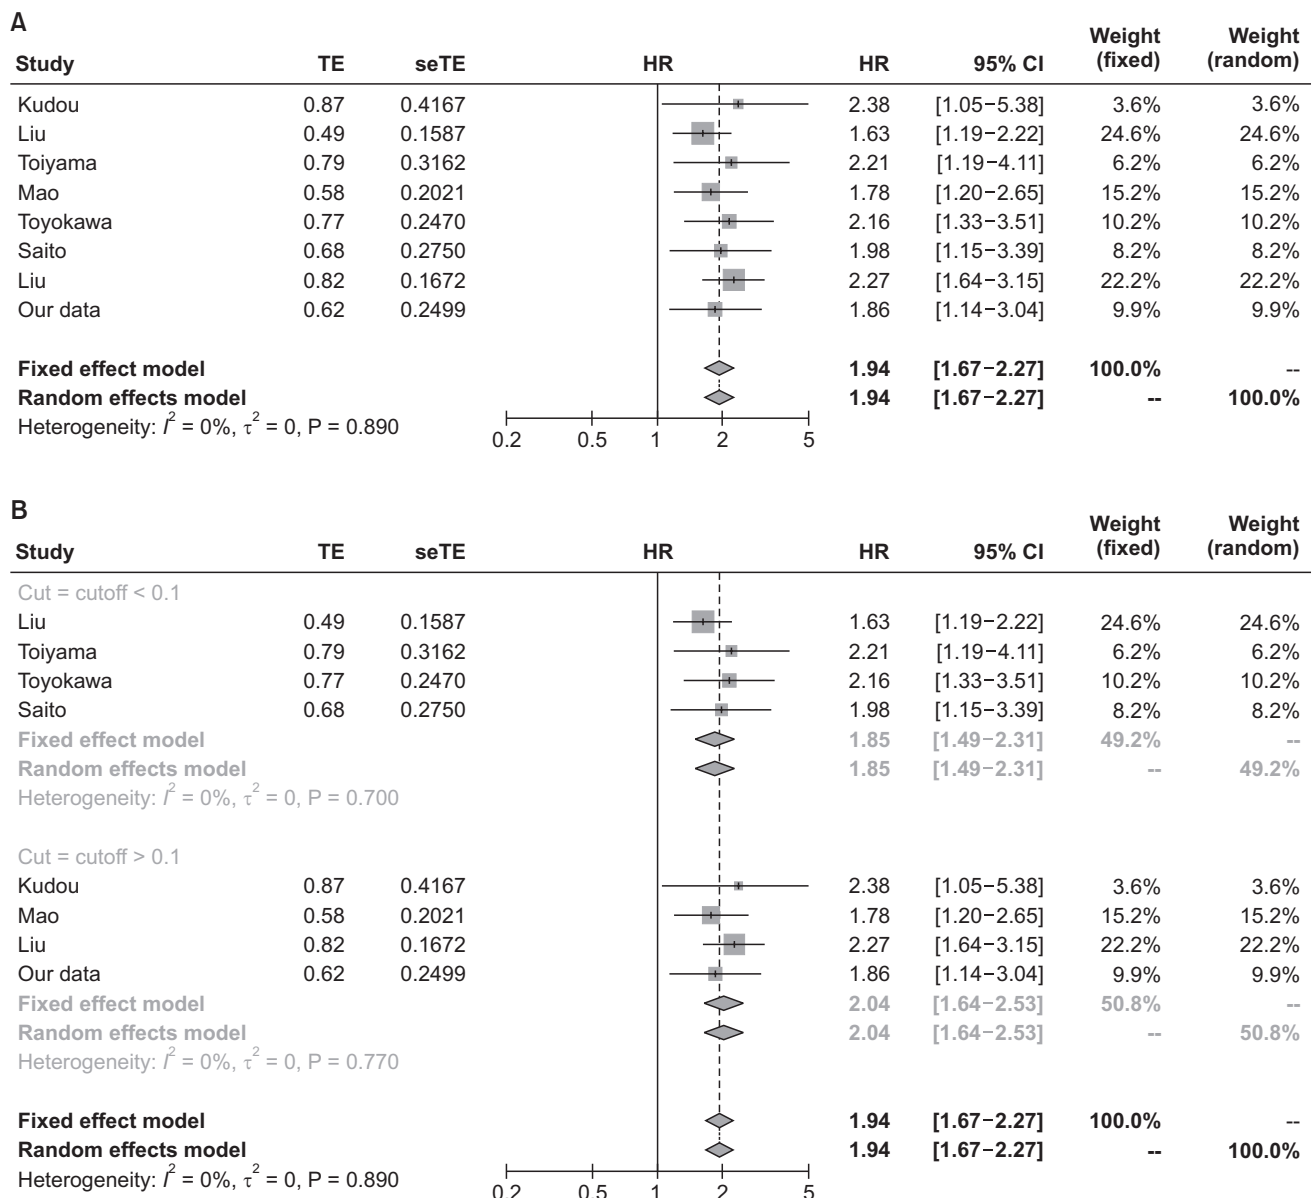 A
Study TE seTE HR HR 95% CI Weight (fixed) Weight (random)
Kudou 0.87 0.4167 2.38 [1.05–5.38] 3.6% 3.6%
Liu 0.49 0.1587 1.63 [1.19–2.22] 24.6% 24.6%
Toiyama 0.79 0.3162 2.21 [1.19–4.11] 6.2% 6.2%
Mao 0.58 0.2021 1.78 [1.20–2.65] 15.2% 15.2%
Toyokawa 0.77 0.2470 2.16 [1.33–3.51] 10.2% 10.2%
Saito 0.68 0.2750 1.98 [1.15–3.39] 8.2% 8.2%
Liu 0.82 0.1672 2.27 [1.64–3.15] 22.2% 22.2%
Our data 0.62 0.2499 1.86 [1.14–3.04] 9.9% 9.9%
Fixed effect model 1.94 [1.67–2.27] 100.0% --
Random effects model 1.94 [1.67–2.27] -- 100.0%
Heterogeneity: I² = 0%, τ² = 0, P = 0.890
0.2 0.5 1 2 5
B
Study TE seTE HR HR 95% CI Weight (fixed) Weight (random)
Cut = cutoff < 0.1
Liu 0.49 0.1587 1.63 [1.19–2.22] 24.6% 24.6%
Toiyama 0.79 0.3162 2.21 [1.19–4.11] 6.2% 6.2%
Toyokawa 0.77 0.2470 2.16 [1.33–3.51] 10.2% 10.2%
Saito 0.68 0.2750 1.98 [1.15–3.39] 8.2% 8.2%
Fixed effect model 1.85 [1.49–2.31] 49.2% --
Random effects model 1.85 [1.49–2.31] -- 49.2%
Heterogeneity: I² = 0%, τ² = 0, P = 0.700
Cut = cutoff > 0.1
Kudou 0.87 0.4167 2.38 [1.05–5.38] 3.6% 3.6%
Mao 0.58 0.2021 1.78 [1.20–2.65] 15.2% 15.2%
Liu 0.82 0.1672 2.27 [1.64–3.15] 22.2% 22.2%
Our data 0.62 0.2499 1.86 [1.14–3.04] 9.9% 9.9%
Fixed effect model 2.04 [1.64–2.53] 50.8% --
Random effects model 2.04 [1.64–2.53] -- 50.8%
Heterogeneity: I² = 0%, τ² = 0, P = 0.770
Fixed effect model 1.94 [1.67–2.27] 100.0% --
Random effects model 1.94 [1.67–2.27] -- 100.0%
Heterogeneity: I² = 0%, τ² = 0, P = 0.890
0.2 0.5 1 2 5